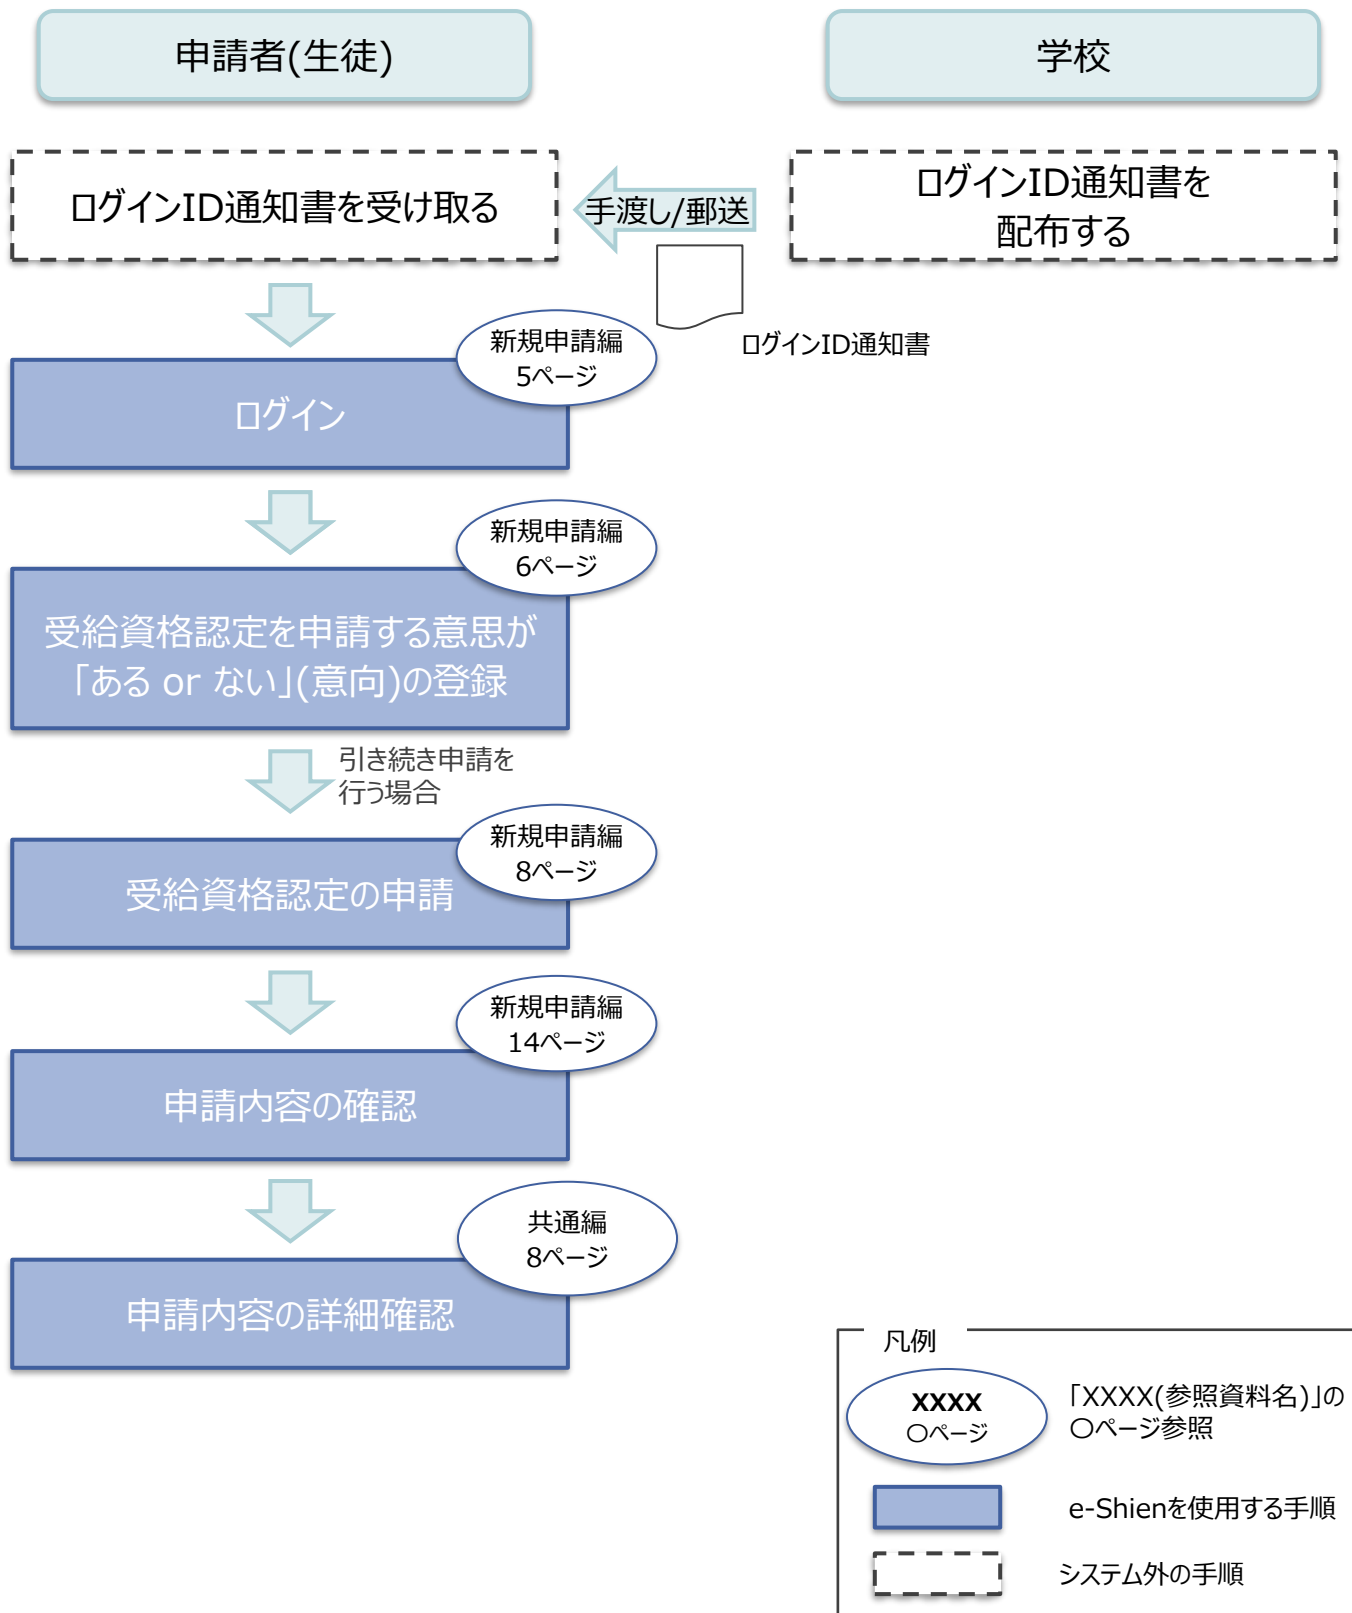 申請者(生徒)
学校
ログインID通知書を受け取る
手渡し/郵送
ログインID通知書を
配布する
ログインID通知書
新規申請編
5ページ
ログイン
新規申請編
6ページ
受給資格認定を申請する意思が
「ある or ない」(意向)の登録
引き続き申請を
行う場合
新規申請編
8ページ
受給資格認定の申請
新規申請編
14ページ
申請内容の確認
共通編
8ページ
申請内容の詳細確認
凡例
XXXX
〇ページ
「XXXX(参照資料名)」の
〇ページ参照
e-Shienを使用する手順
システム外の手順